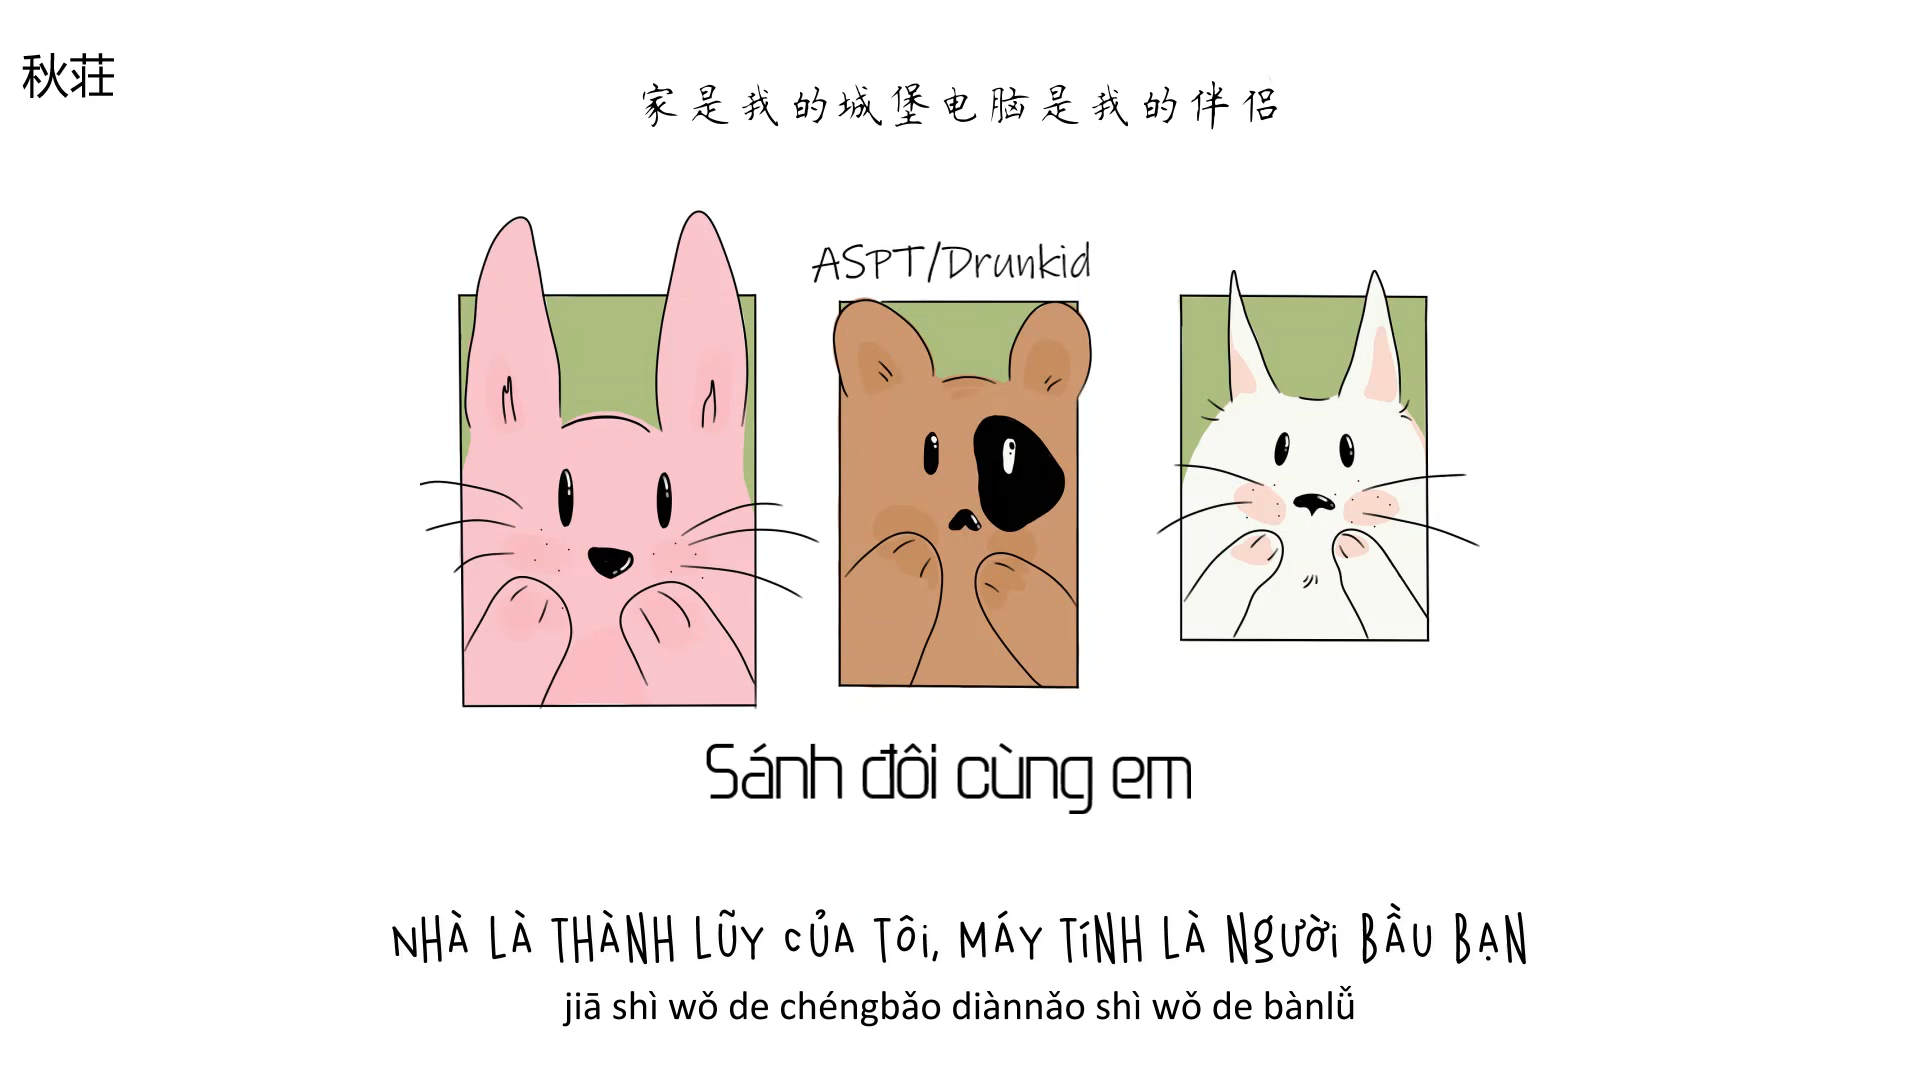 秋荘
家是我的城堡电脑是我的伴侣
ASPT/Drunkid
Sánh đôi cùng em
NHÀ LÀ THÀNH LŨY CỦA TÔI, MÁY TÍNH LÀ NGƯỜI BẦU BẠN
jiā shì wǒ de chéngbǎo diànnǎo shì wǒ de bànlǚ